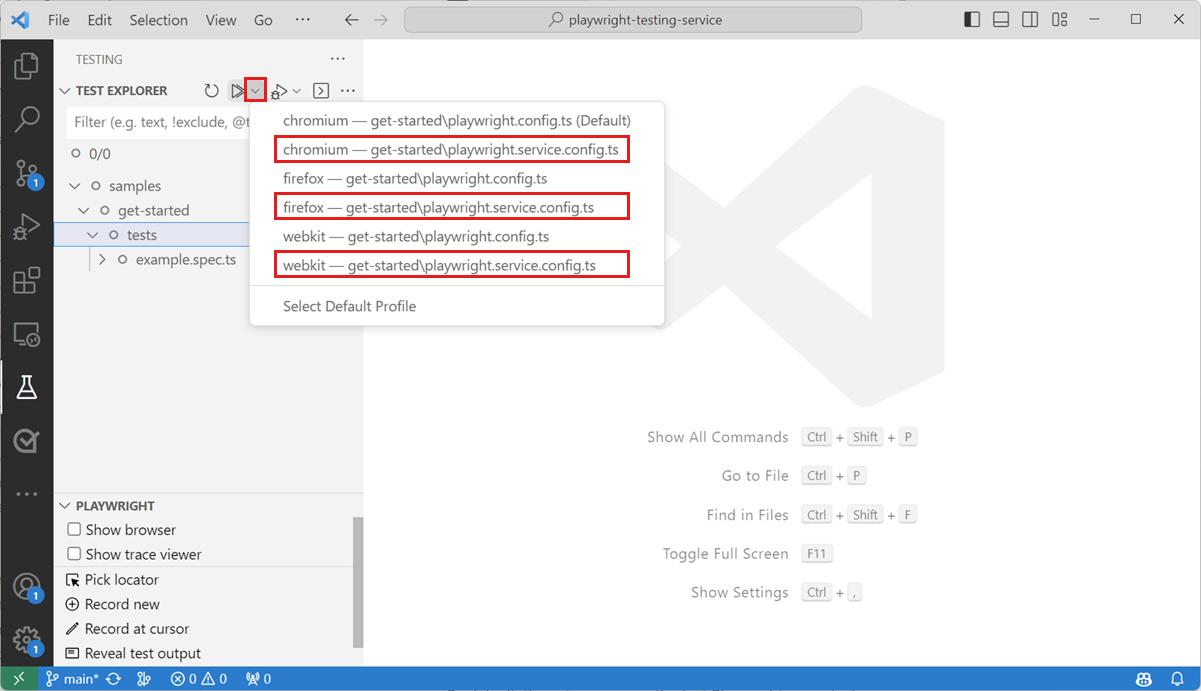 File Edit Selection View Go ··· playwright-testing-service
TESTING
TEST EXPLORER
Filter (e.g. text, !exclude, @t
0/0
samples
get-started
tests
example.spec.ts
chromium — get-started\playwright.config.ts (Default)
chromium — get-started\playwright.service.config.ts
firefox — get-started\playwright.config.ts
firefox — get-started\playwright.service.config.ts
webkit — get-started\playwright.config.ts
webkit — get-started\playwright.service.config.ts
Select Default Profile
1
Show All Commands Ctrl + Shift + P
Go to File Ctrl + P
Find in Files Ctrl + Shift + F
Toggle Full Screen F11
Show Settings Ctrl + ,
PLAYWRIGHT
Show browser
Show trace viewer
Pick locator
Record new
Record at cursor
Reveal test output
1
1
main* 0 0 0